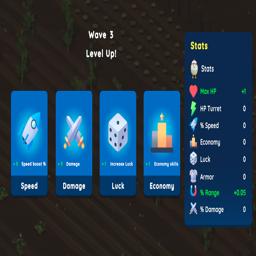 Wave 3
Level Up!
Stats
Stats
Max HP +1
HP Turret 0
% Speed 0
Economy 0
Luck 0
Armor 0
% Range +0.05
% Damage 0
Speed boost %
Damage
Increase Luck
Economy skills
Speed
Damage
Luck
Economy